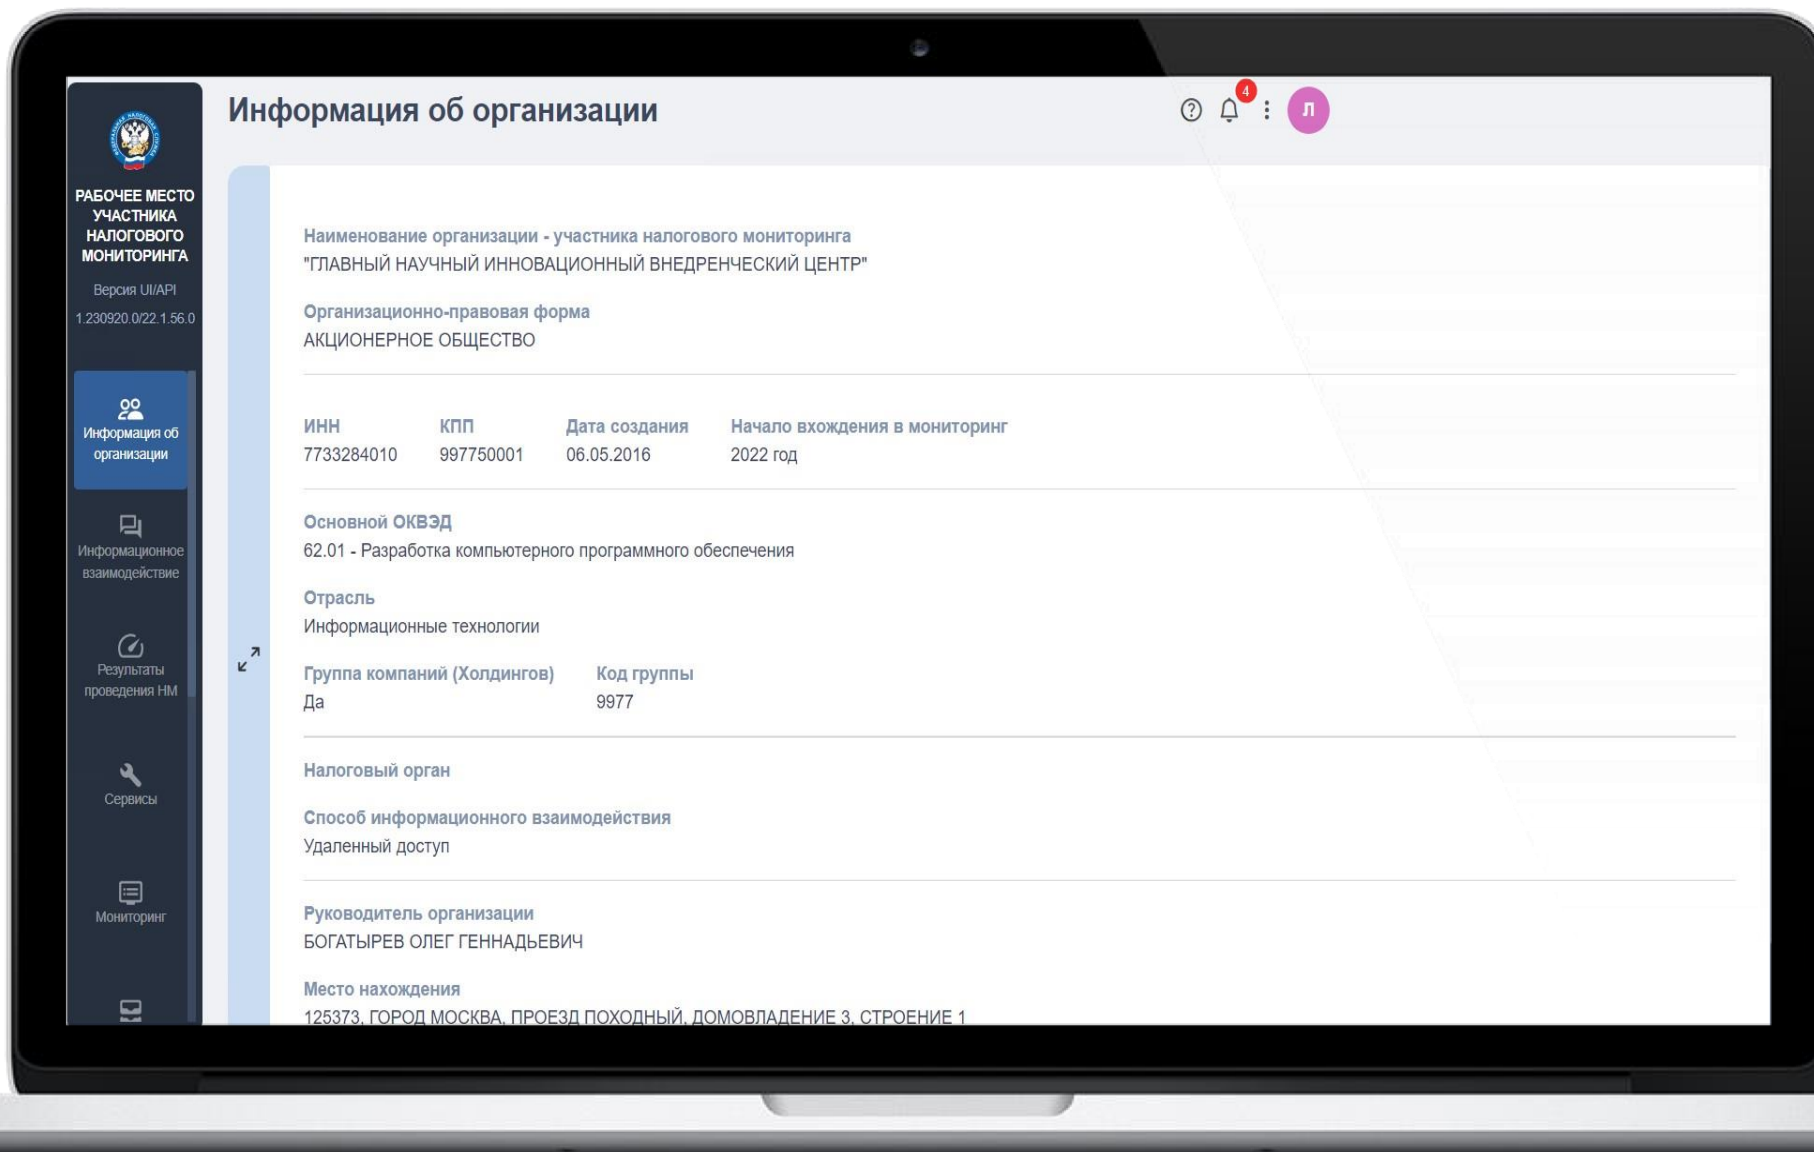 Информация об организации
4
Л
РАБОЧЕЕ МЕСТО
УЧАСТНИКА
НАЛОГОВОГО
МОНИТОРИНГА
Версия UI/API
1.230920.0/22.1.56.0
Информация об
организации
Информационное
взаимодействие
Результаты
проведения НМ
Сервисы
Мониторинг
Наименование организации - участника налогового мониторинга
"ГЛАВНЫЙ НАУЧНЫЙ ИННОВАЦИОННЫЙ ВНЕДРЕНЧЕСКИЙ ЦЕНТР"
Организационно-правовая форма
АКЦИОНЕРНОЕ ОБЩЕСТВО
ИНН КПП Дата создания Начало вхождения в мониторинг
7733284010 997750001 06.05.2016 2022 год
Основной ОКВЭД
62.01 - Разработка компьютерного программного обеспечения
Отрасль
Информационные технологии
Группа компаний (Холдингов) Код группы
Да 9977
Налоговый орган
Способ информационного взаимодействия
Удаленный доступ
Руководитель организации
БОГАТЫРЕВ ОЛЕГ ГЕННАДЬЕВИЧ
Место нахождения
125373, ГОРОД МОСКВА, ПРОЕЗД ПОХОДНЫЙ, ДОМОВЛАДЕНИЕ 3, СТРОЕНИЕ 1